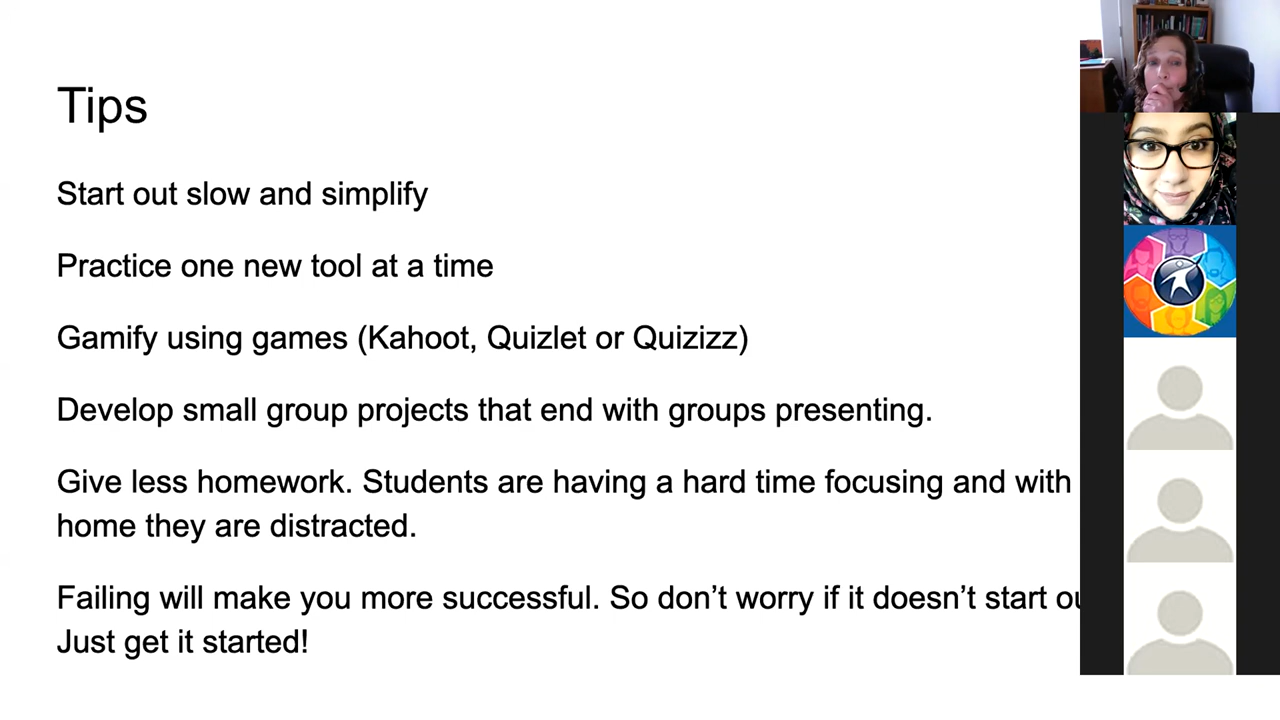 Tips
Start out slow and simplify
Practice one new tool at a time
Gamify using games (Kahoot, Quizlet or Quizizz)
Develop small group projects that end with groups presenting.
Give less homework. Students are having a hard time focusing and with
home they are distracted.
Failing will make you more successful. So don’t worry if it doesn’t start
Just get it started!